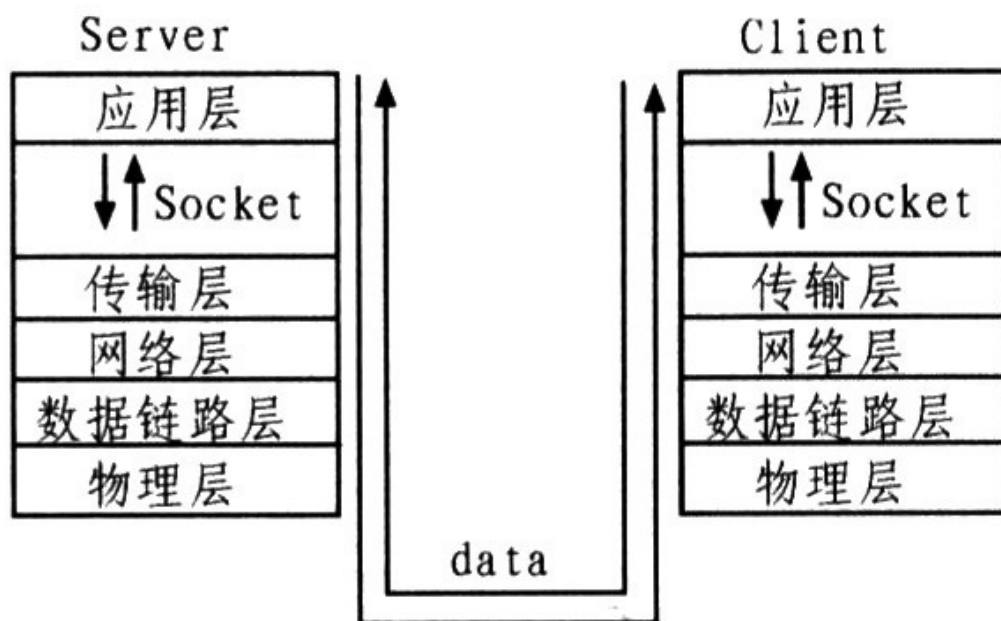 Server
应用层
Socket
传输层
网络层
数据链路层
物理层
data
Client
应用层
Socket
传输层
网络层
数据链路层
物理层